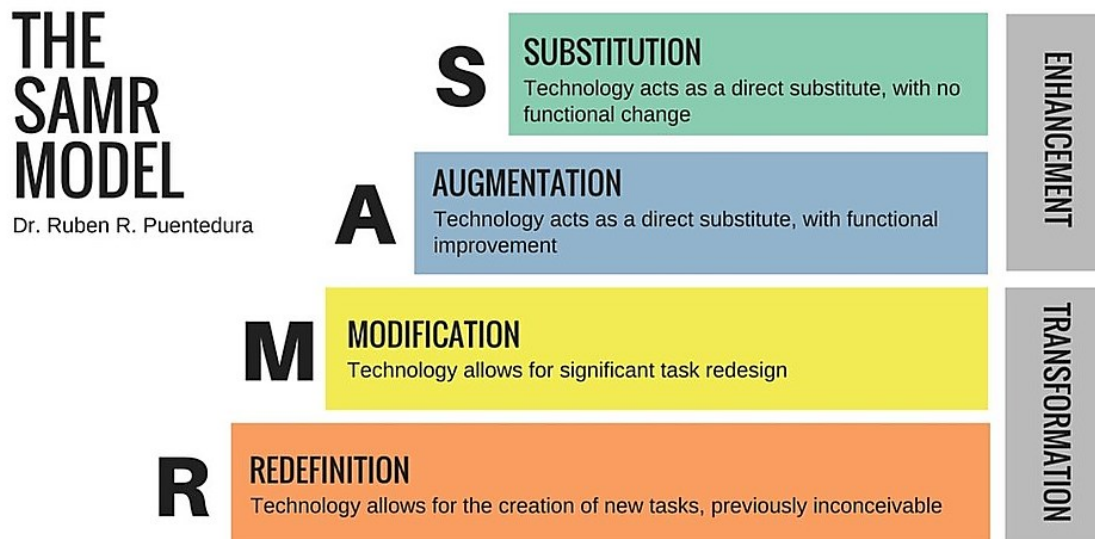 THE
SAMR
MODEL
Dr. Ruben R. Puentedura
S
SUBSTITUTION
Technology acts as a direct substitute, with no
functional change
A
AUGMENTATION
Technology acts as a direct substitute, with functional
improvement
ENHANCEMENT
M
MODIFICATION
Technology allows for significant task redesign
R
REDEFINITION
Technology allows for the creation of new tasks, previously inconceivable
TRANSFORMATION